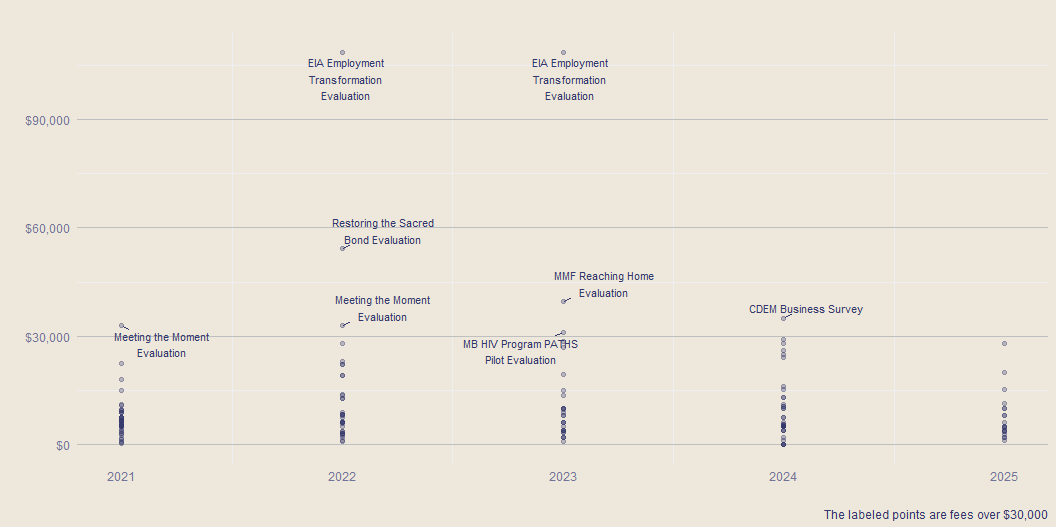 EIA Employment
Transformation
Evaluation
EIA Employment
Transformation
Evaluation
$90,000
Restoring the Sacred
Bond Evaluation
$60,000
MMF Reaching Home
Evaluation
Meeting the Moment
Evaluation
CDEM Business Survey
$30,000
Meeting the Moment
Evaluation
MB HIV Program PATHS
Pilot Evaluation
$0
2021
2022
2023
2024
2025
The labeled points are fees over $30,000